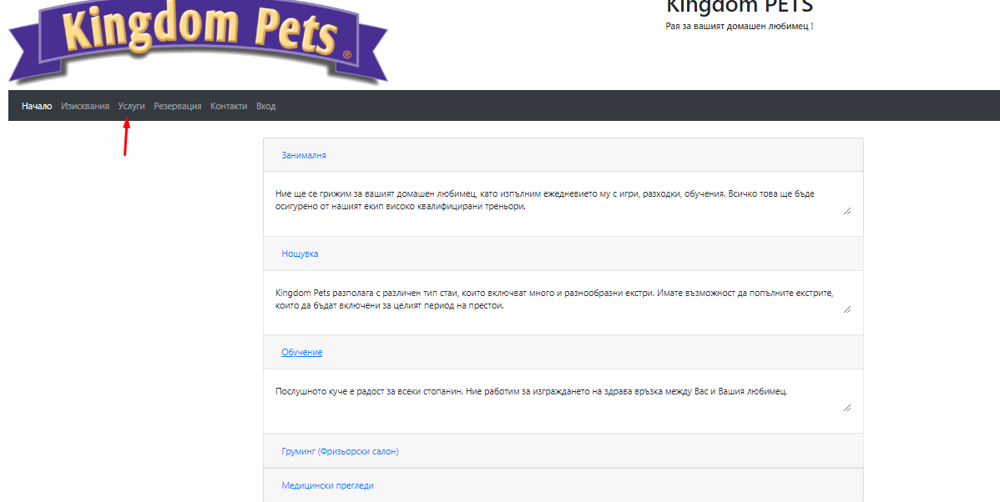 Kingdom Pets ®
Kingdom PETS
Рая за вашият домашен любимец !
Начало Изисквания Услуги Резервация Контакти Вход
Занималня
Ние ще се грижим за вашият домашен любимец, като изпълним ежедневието му с игри, разходки, обучения. Всичко това ще бъде
осигурено от нашият екип високо квалифицирани треньори.
Нощувка
Kingdom Pets разполага с различен тип стаи, които включват много и разнообразни екстри. Имате възможност да попълните екстрите,
които да бъдат включени за целият период на престои.
Обучение
Послушното куче е радост за всеки стопанин. Ние работим за изграждането на здрава връзка между Вас и Вашия любимец.
Груминг (Фризьорски салон)
Медицински прегледи